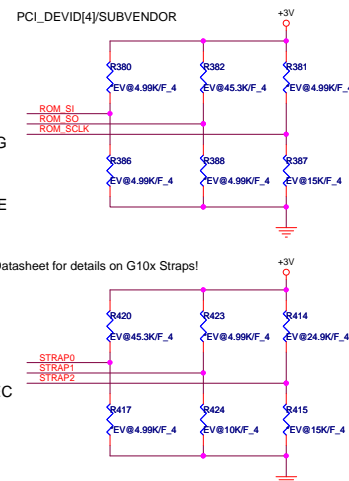 PCI_DEVID[4]/SUBVENDOR
+3V
R380 R382 R381
EV@4.99K/F_4 EV@45.3K/F_4 EV@4.99K/F_4
ROM_SI
ROM_SO
ROM_SCLK
G
R386 R388 R387
EV@4.99K/F_4 EV@4.99K/F_4 EV@15K/F_4
E
Datasheet for details on G10x Straps!
+3V
R420 R423 R414
EV@45.3K/F_4 EV@4.99K/F_4 EV@24.9K/F_4
STRAP0
STRAP1
STRAP2
EC
R417 R424 R415
EV@4.99K/F_4 EV@10K/F_4 EV@15K/F_4